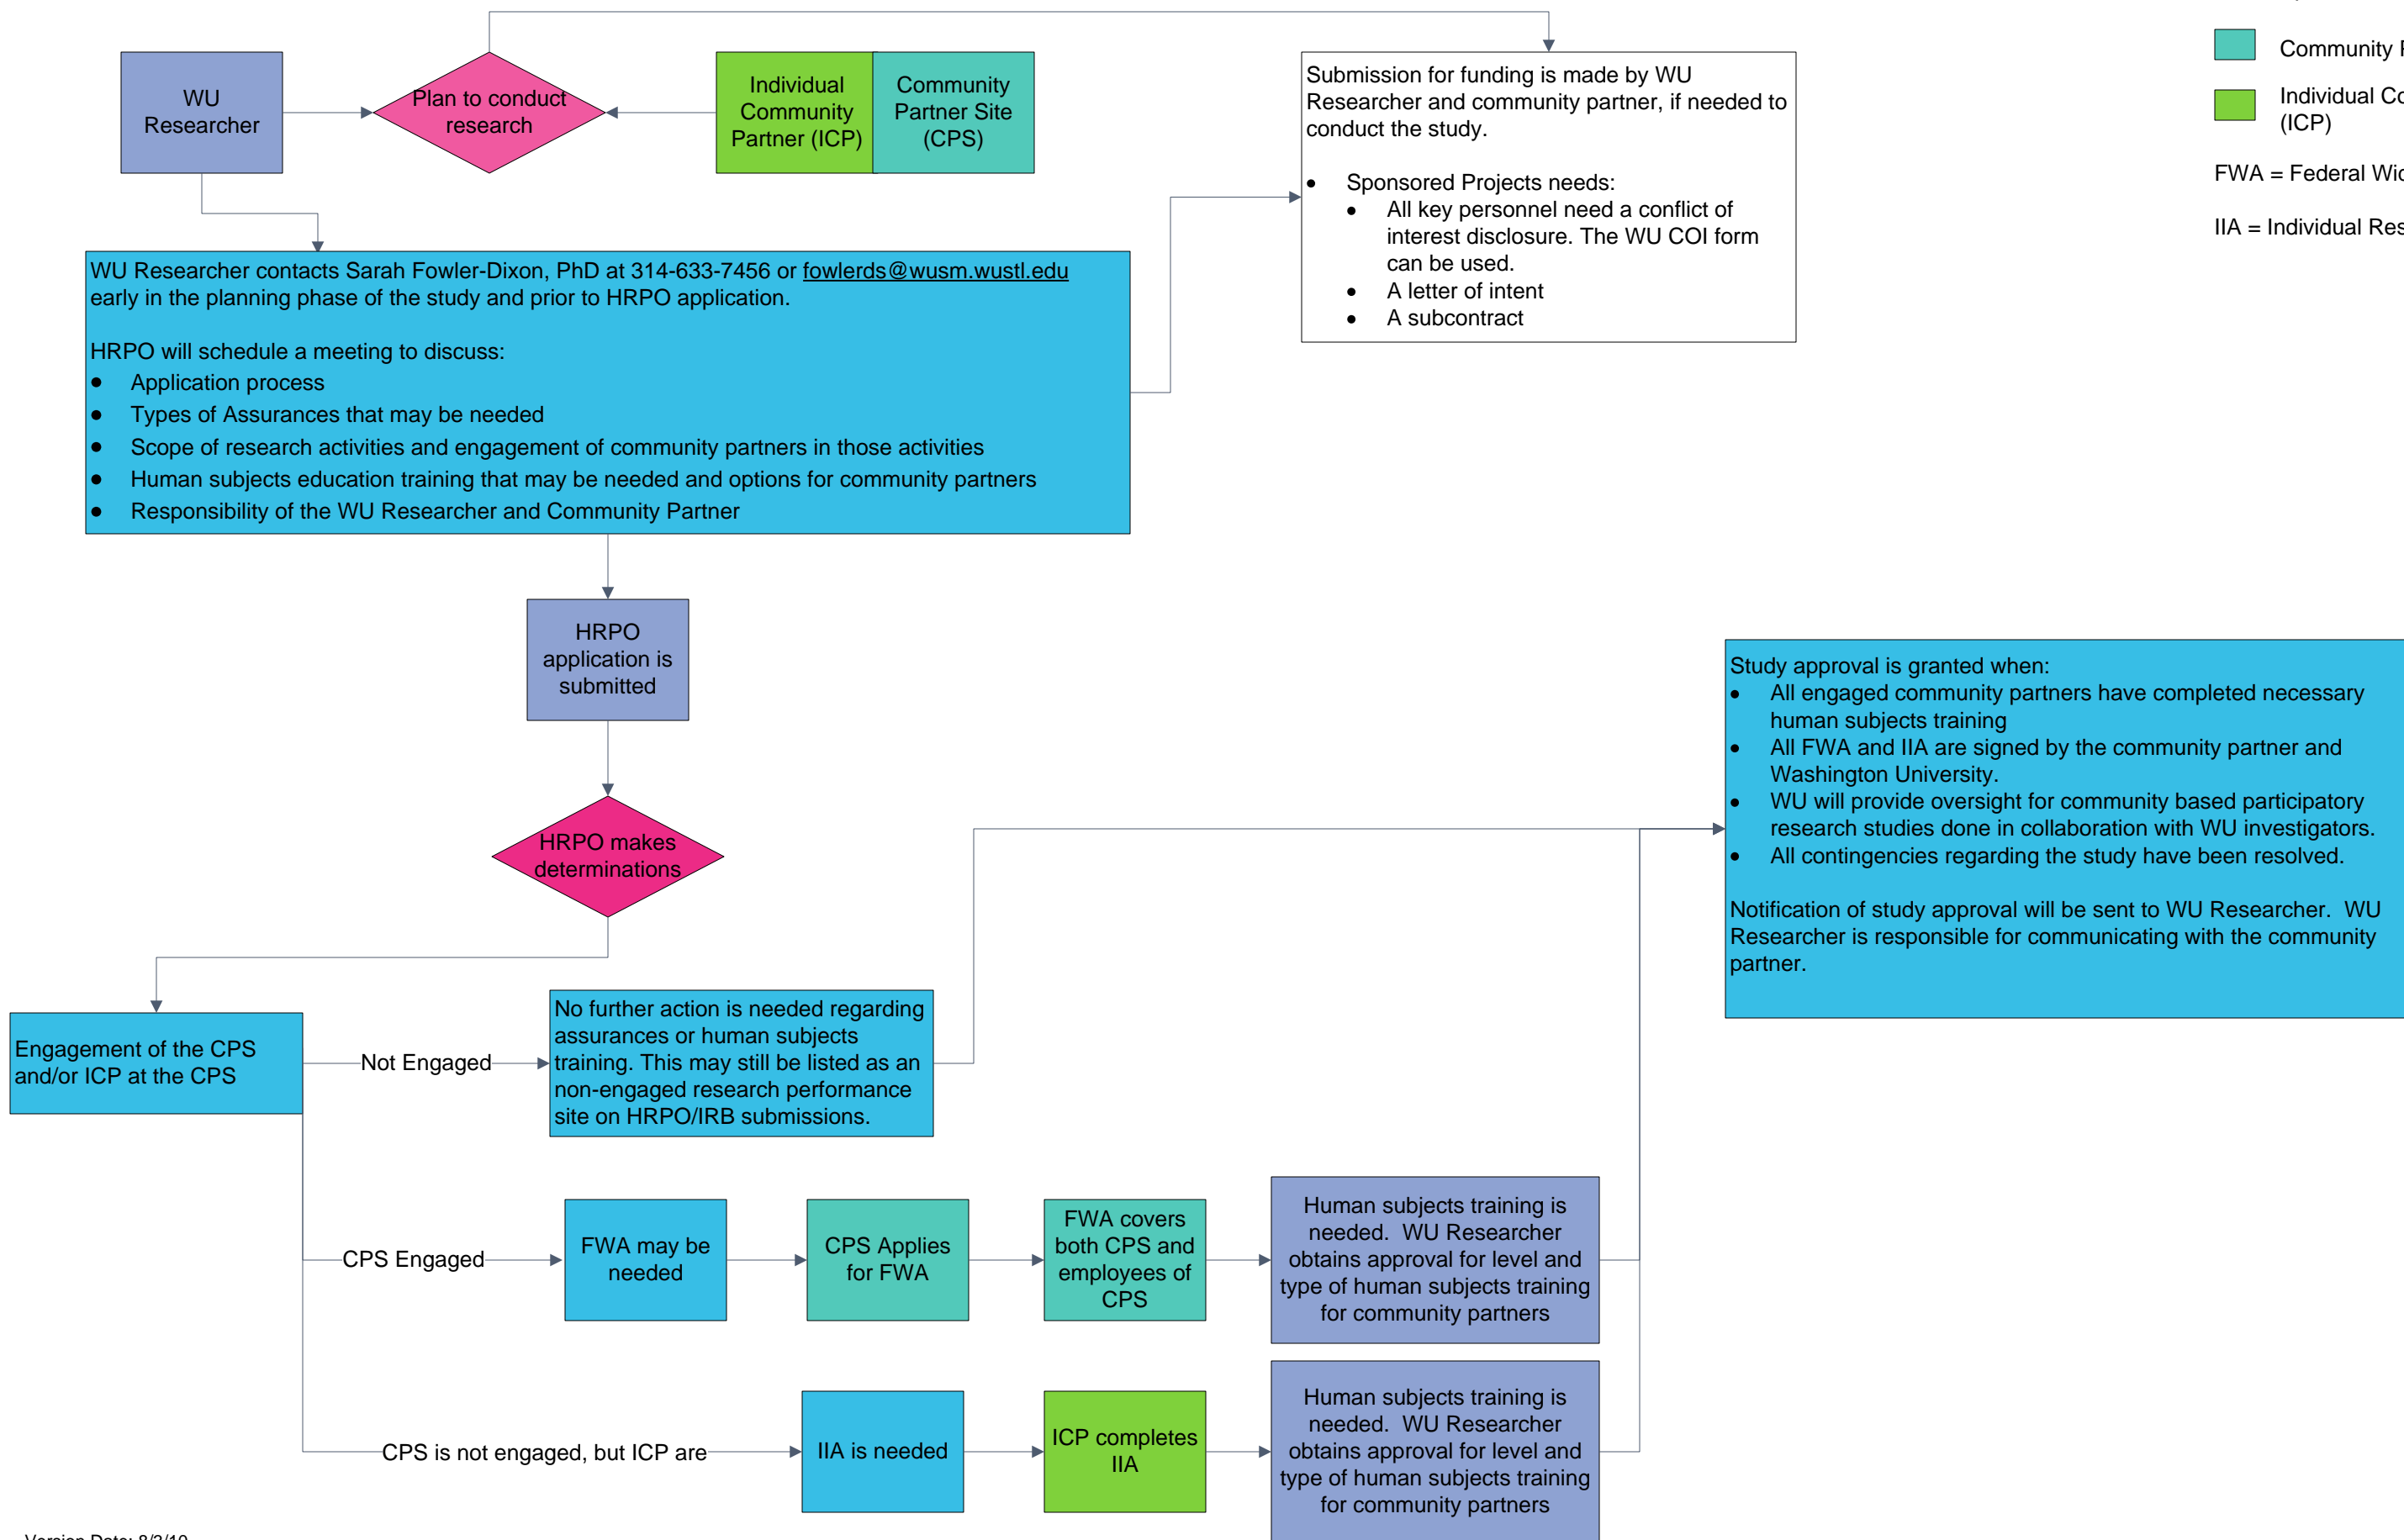 WU
Researcher
Plan to conduct
research
Individual
Community
Partner (ICP)
Community
Partner Site
(CPS)
Submission for funding is made by WU
Researcher and community partner, if needed to
conduct the study.
• Sponsored Projects needs:
• All key personnel need a conflict of
interest disclosure. The WU COI form
can be used.
• A letter of intent
• A subcontract
Community
Individual
(ICP)
FWA = Federal
IIA = Individual
WU Researcher contacts Sarah Fowler-Dixon, PhD at 314-633-7456 or fowlerds@wusm.wustl.edu
early in the planning phase of the study and prior to HRPO application.
HRPO will schedule a meeting to discuss:
• Application process
• Types of Assurances that may be needed
• Scope of research activities and engagement of community partners in those activities
• Human subjects education training that may be needed and options for community partners
• Responsibility of the WU Researcher and Community Partner
HRPO
application is
submitted
HRPO makes
determinations
Study approval is granted when:
• All engaged community partners have completed necessary
human subjects training
• All FWA and IIA are signed by the community partner and
Washington University.
• WU will provide oversight for community based participatory
research studies done in collaboration with WU investigators.
• All contingencies regarding the study have been resolved.
Notification of study approval will be sent to WU Researcher. WU
Researcher is responsible for communicating with the community
partner.
Engagement of the CPS
and/or ICP at the CPS
Not Engaged
No further action is needed regarding
assurances or human subjects
training. This may still be listed as an
non-engaged research performance
site on HRPO/IRB submissions.
CPS Engaged
FWA may be
needed
CPS Applies
for FWA
FWA covers
both CPS and
employees of
CPS
Human subjects training is
needed. WU Researcher
obtains approval for level and
type of human subjects training
for community partners
CPS is not engaged, but ICP are
IIA is needed
ICP completes
IIA
Human subjects training is
needed. WU Researcher
obtains approval for level and
type of human subjects training
for community partners
Version Date: 8/3/10